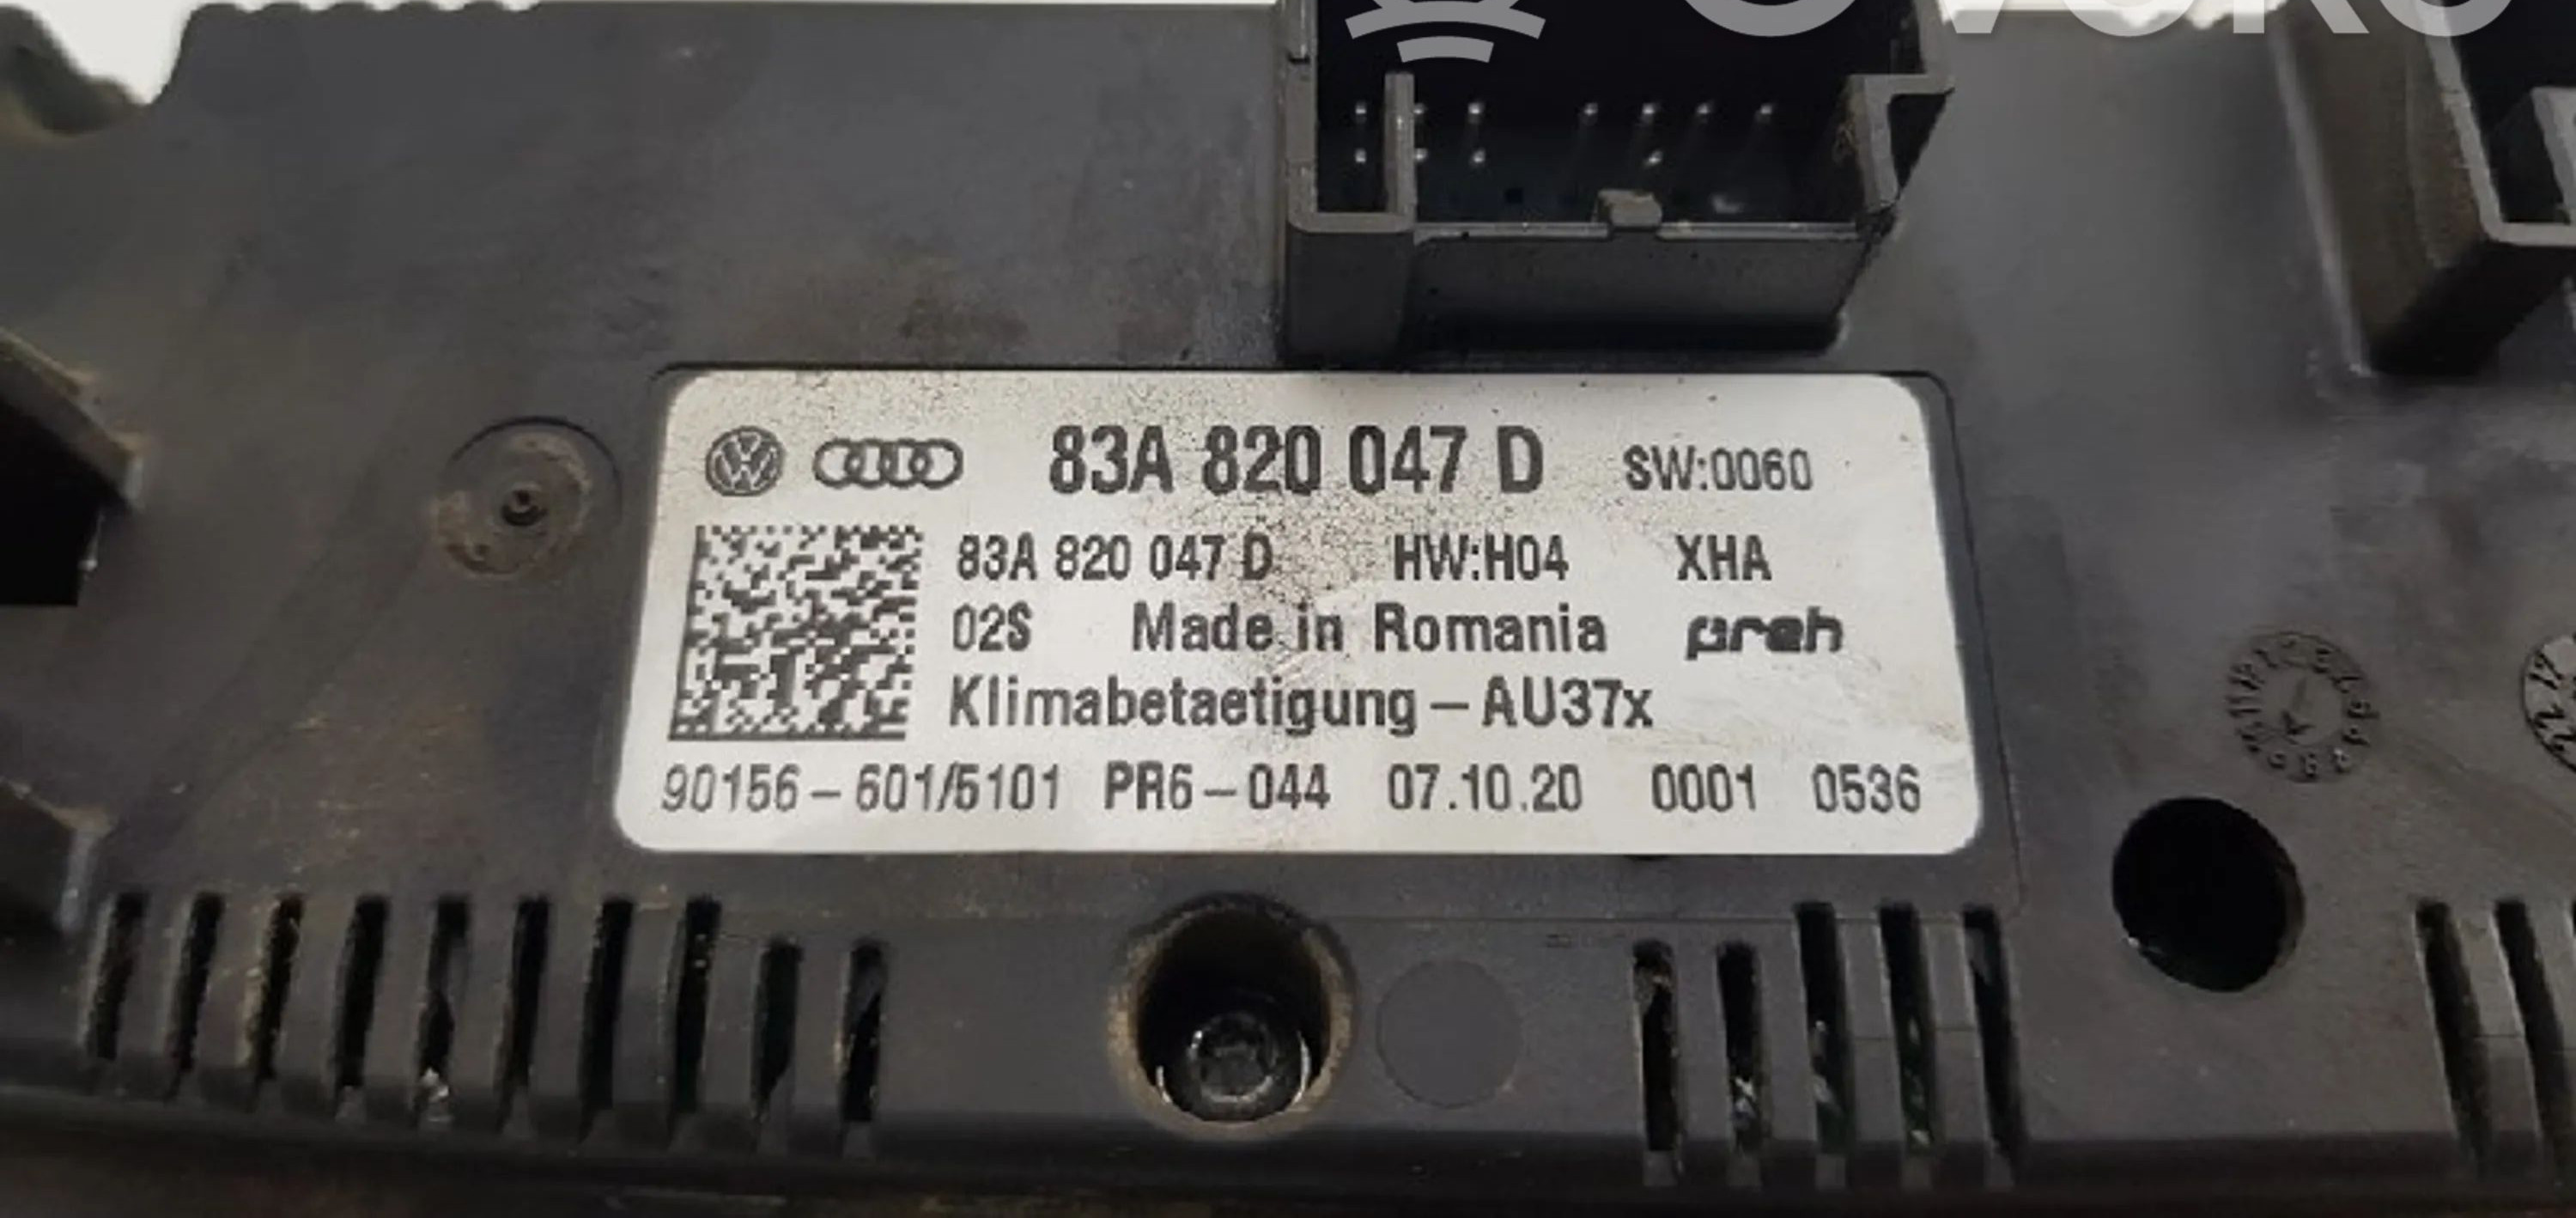 83A 820 047 D SW:0060
83A 820 047 D HW:H04 XHA
02S Made in Romania preh
Klimabetaetigung-AU37x
90156-601/5101 PR6-044 07.10.20 0001 0536